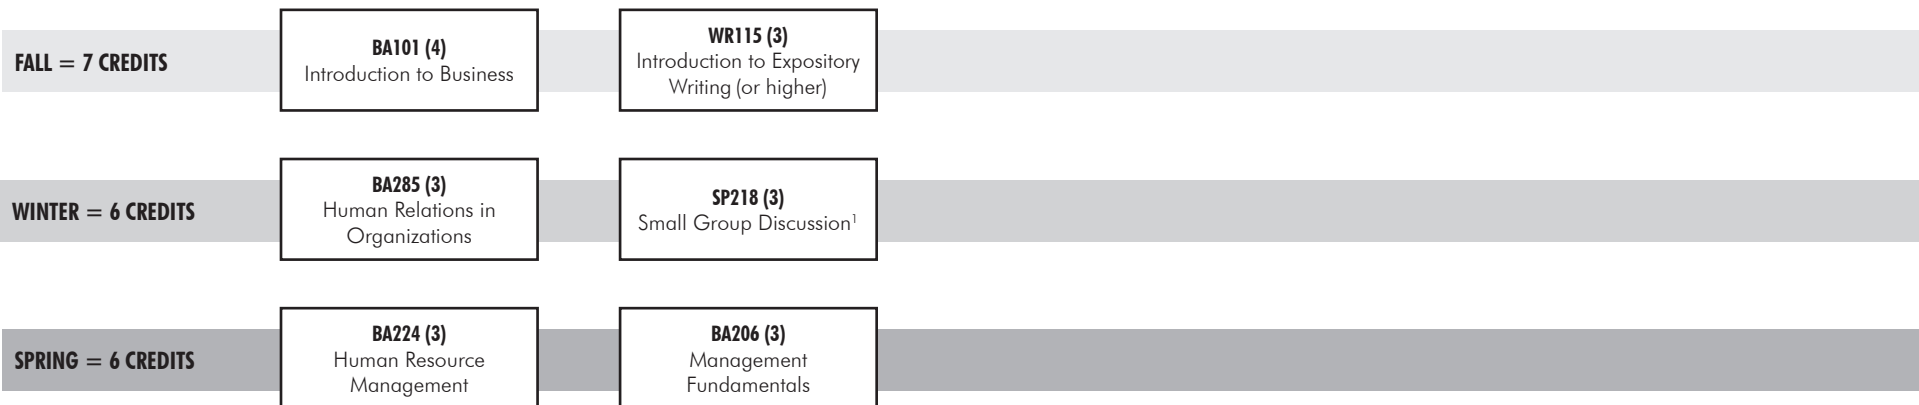 FALL = 7 CREDITS
BA101 (4)
Introduction to Business
WR115 (3)
Introduction to Expository
Writing (or higher)
WINTER = 6 CREDITS
BA285 (3)
Human Relations in
Organizations
SP218 (3)
Small Group Discussion¹
SPRING = 6 CREDITS
BA224 (3)
Human Resource
Management
BA206 (3)
Management
Fundamentals